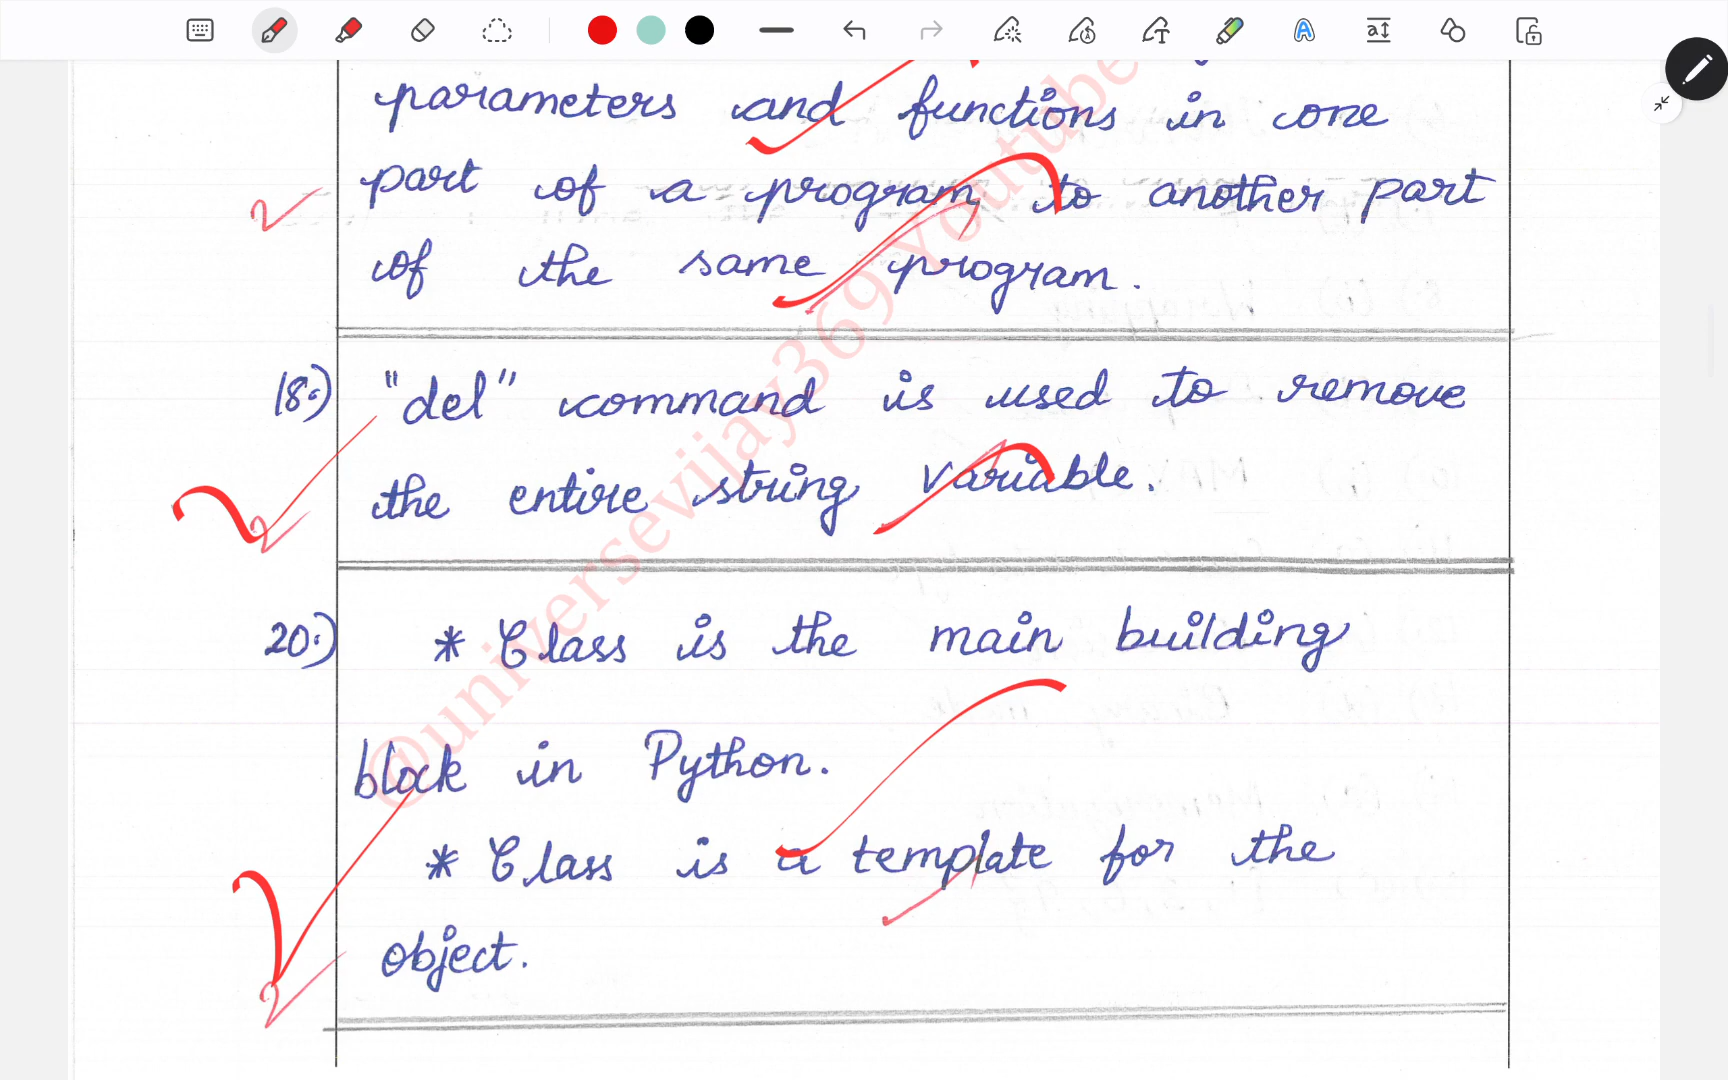 parameters and functions in one
part of a program, to another part
2
of the same program.
18.) "del" command is used to remove
the entire string variable.
2
20.) * Class is the main building
block in Python.
* Class is a template for the
object.
2
@universevijay369 Youtube